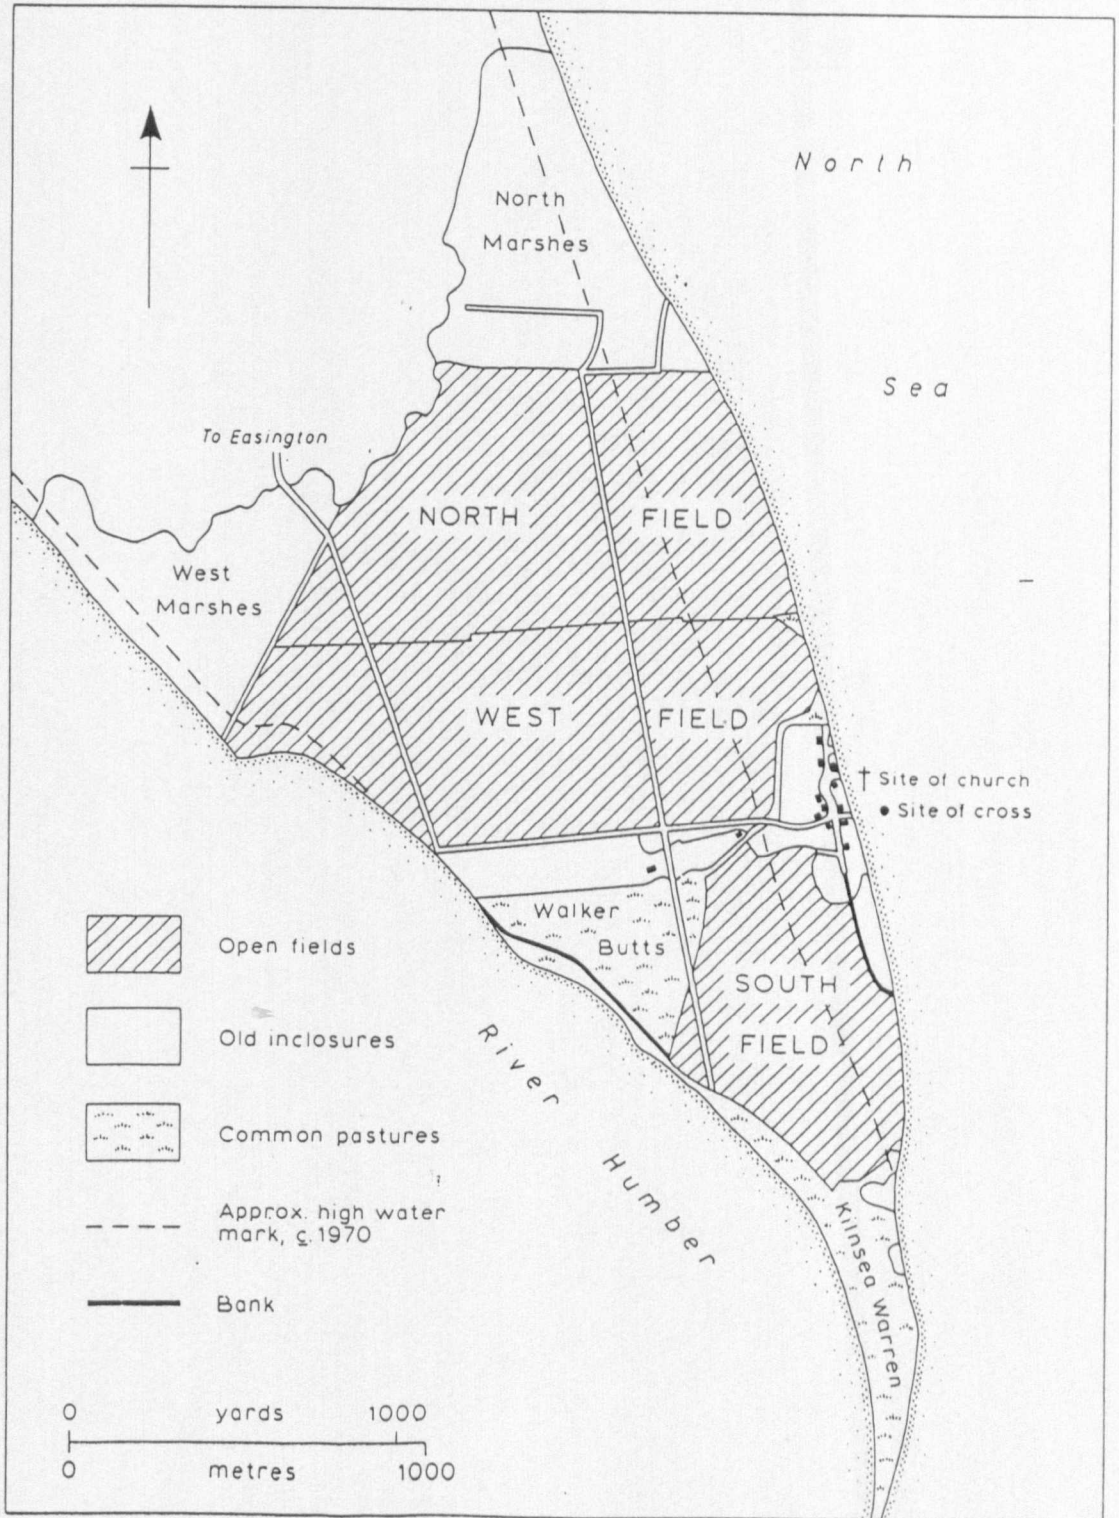 North
Sea
North
Marshes
To Easington
NORTH FIELD
West
Marshes
WEST FIELD
† Site of church
• Site of cross
Walker
Butts
SOUTH
FIELD
River
Humber
Kilnsea Warren
Open fields
Old inclosures
Common pastures
Approx. high water
mark, c.1970
Bank
0 yards 1000
0 metres 1000